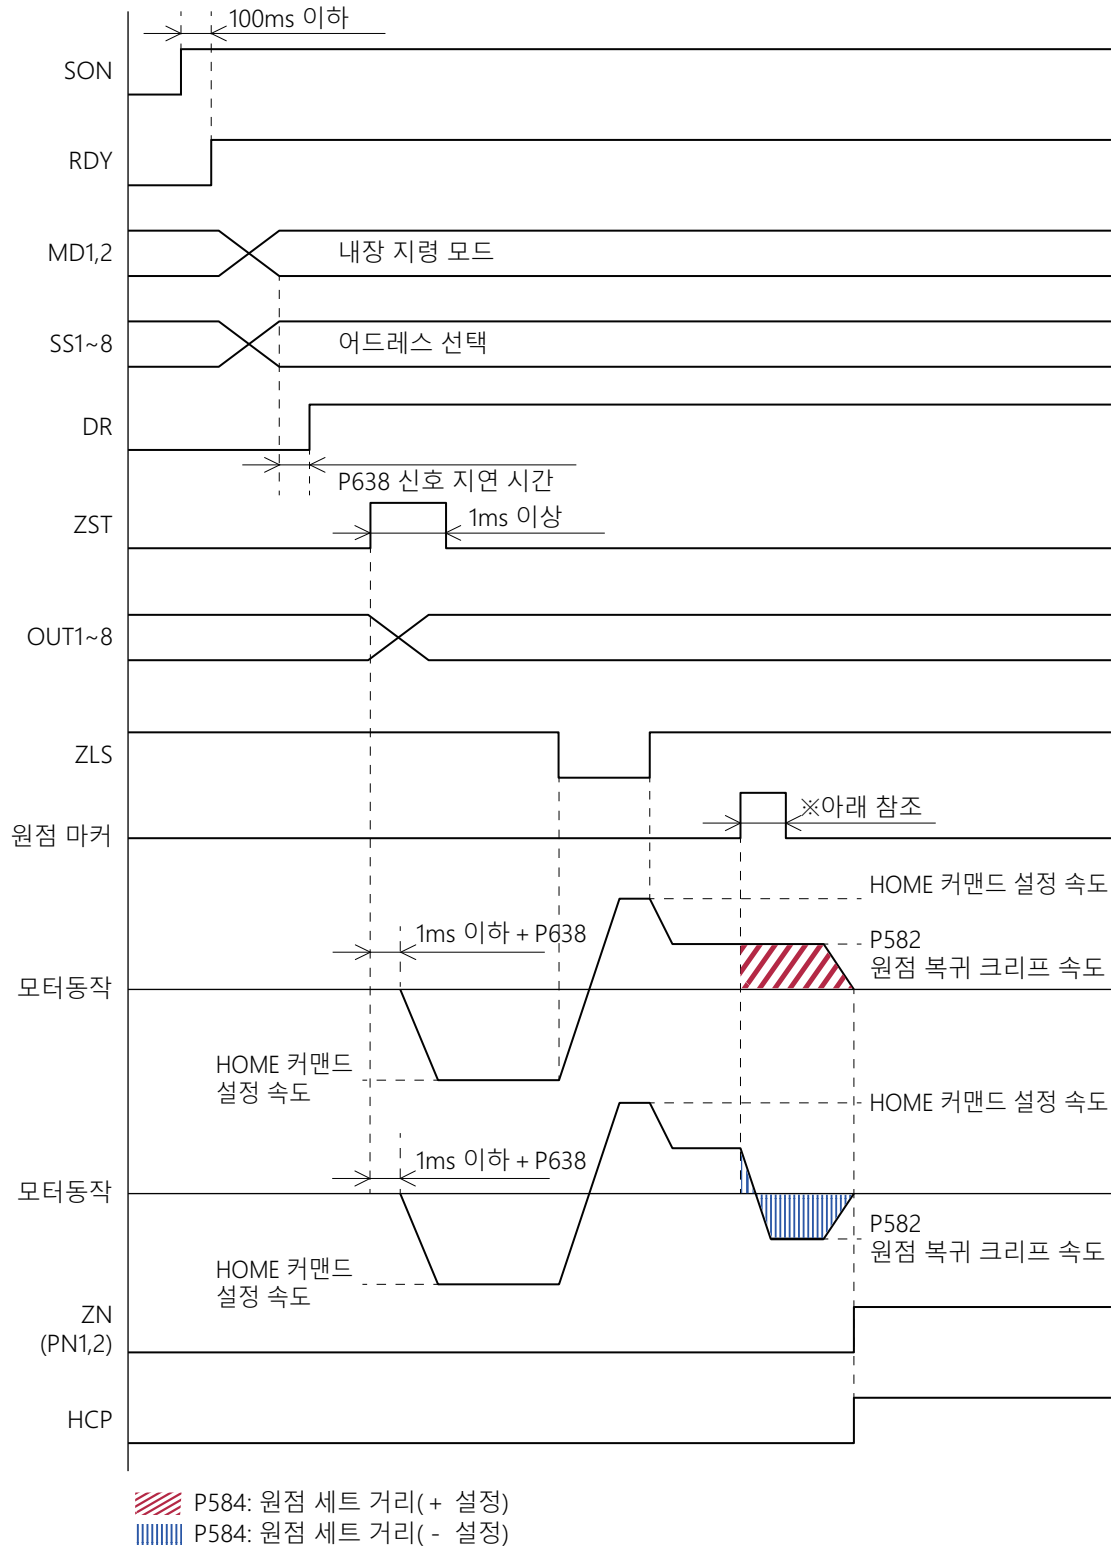 100ms 이하
SON
RDY
MD1,2
내장 지령 모드
SS1~8
어드레스 선택
DR
P638 신호 지연 시간
ZST
1ms 이상
OUT1~8
ZLS
원점 마커
※아래 참조
HOME 커맨드 설정 속도
1ms 이하 + P638
P582
원점 복귀 크리프 속도
모터동작
HOME 커맨드
설정 속도
HOME 커맨드 설정 속도
1ms 이하 + P638
모터동작
P582
원점 복귀 크리프 속도
HOME 커맨드
설정 속도
ZN
(PN1,2)
HCP
P584: 원점 세트 거리(+ 설정)
P584: 원점 세트 거리(- 설정)